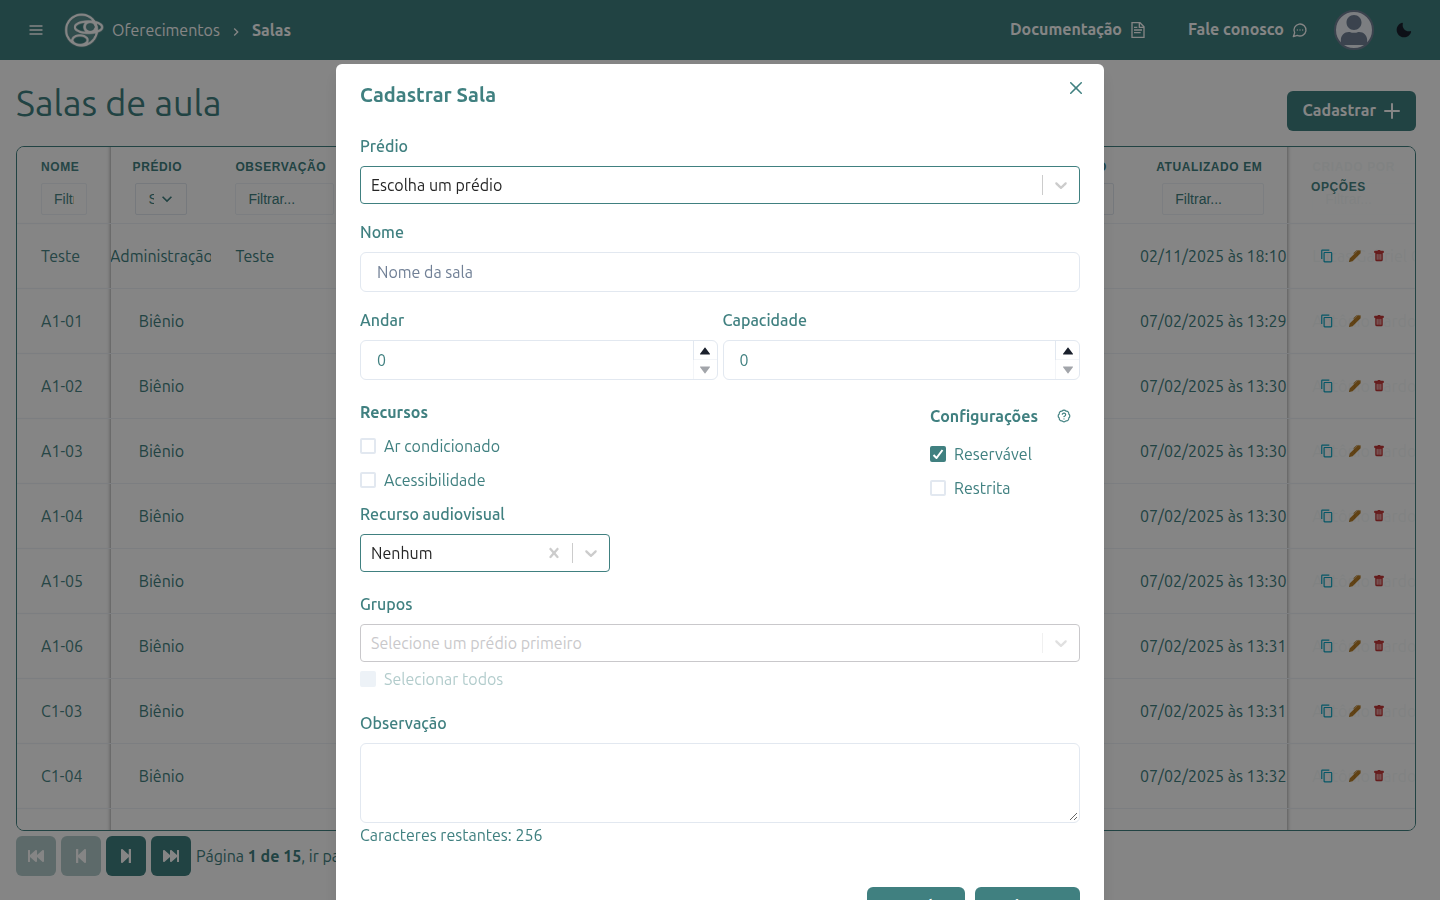 Oferecimentos › Salas
Documentação
Fale conosco
Salas de aula
Cadastrar
NOME
PRÉDIO
OBSERVAÇÃO
ATUALIZADO EM
OPÇÕES
Filtrar...
Filtrar...
Cadastrar Sala
Prédio
Escolha um prédio
Nome
Nome da sala
Andar
Capacidade
0
0
Recursos
Configurações
Ar condicionado
Reservável
Acessibilidade
Restrita
Recurso audiovisual
Nenhum
Grupos
Selecione um prédio primeiro
Selecionar todos
Observação
Caracteres restantes: 256
Teste Administração Teste 02/11/2025 às 18:10
A1-01 Biênio 07/02/2025 às 13:29
A1-02 Biênio 07/02/2025 às 13:30
A1-03 Biênio 07/02/2025 às 13:30
A1-04 Biênio 07/02/2025 às 13:30
A1-05 Biênio 07/02/2025 às 13:30
A1-06 Biênio 07/02/2025 às 13:31
C1-03 Biênio 07/02/2025 às 13:31
C1-04 Biênio 07/02/2025 às 13:32
Página 1 de 15, ir